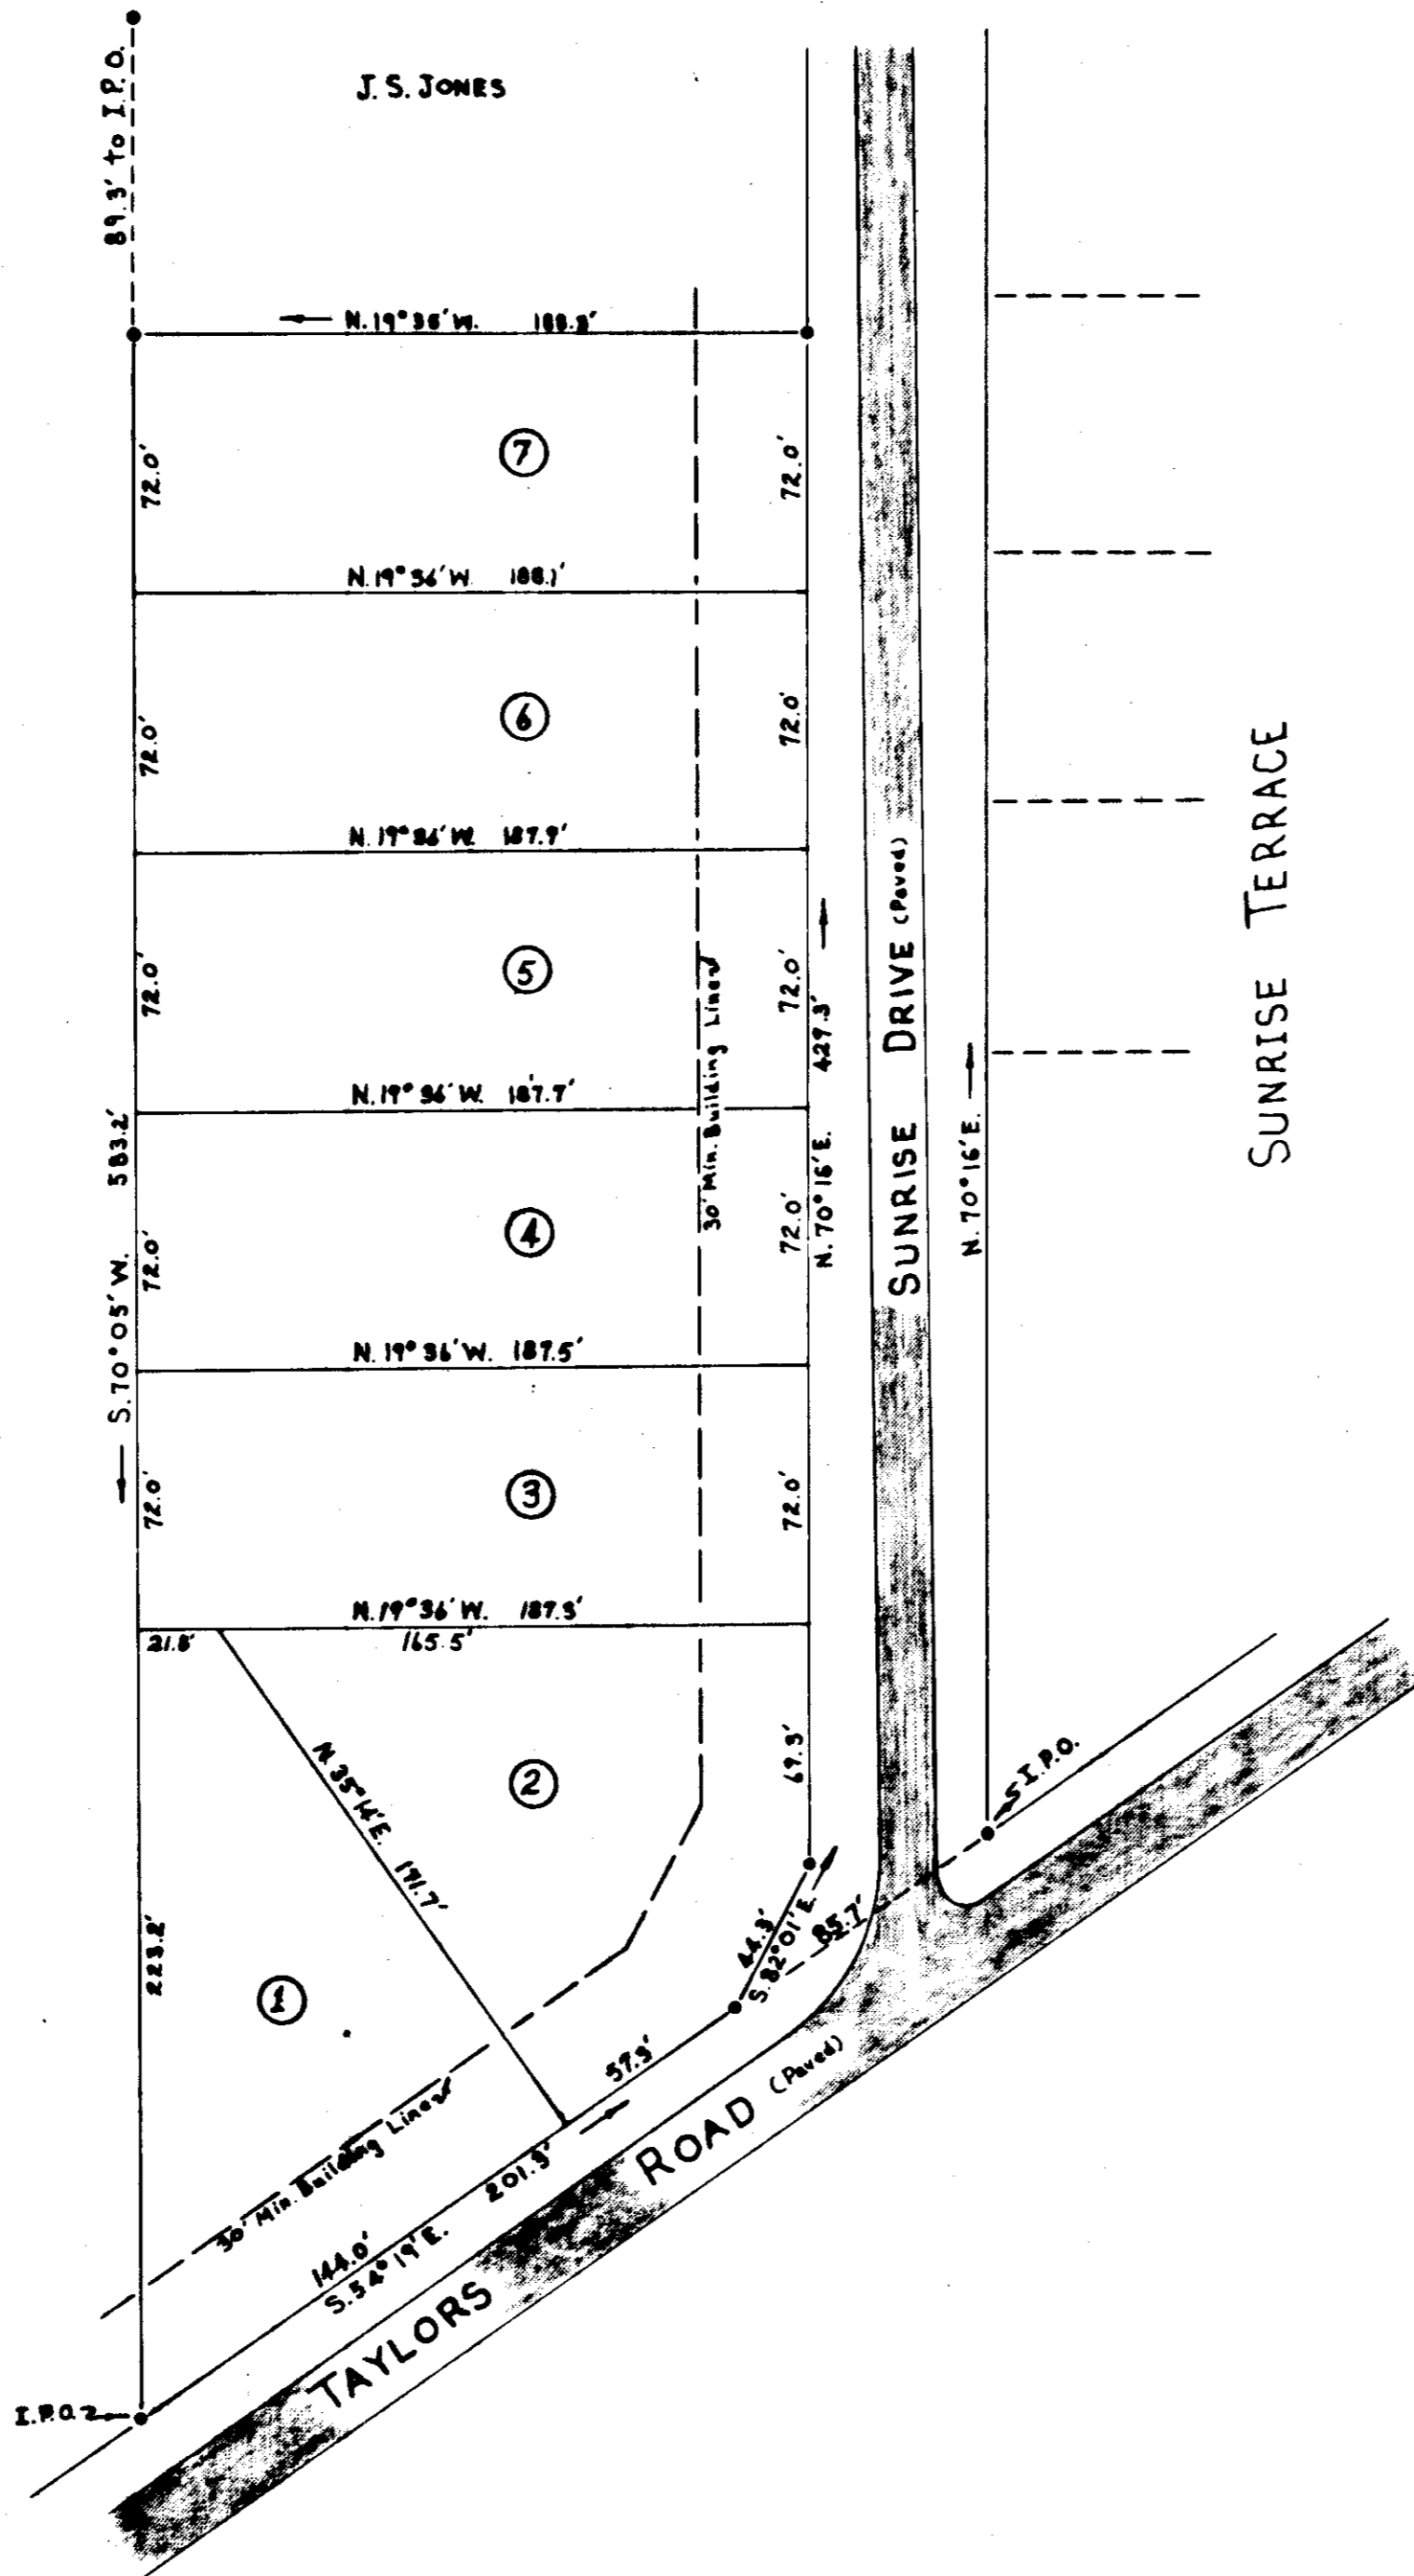 J. S. JONES
89.3' to I.P.O.
N. 19° 36' W. 188.3'
72.0'
7
72.0'
N. 19° 36' W. 188.1'
72.0'
6
72.0'
N. 19° 36' W. 187.9'
72.0'
5
72.0'
30' Min. Building Line
N. 19° 36' W. 187.7'
S. 70° 05' W. 583.2'
72.0'
4
72.0'
N. 70° 16' E. 429.3'
SUNRISE DRIVE (Paved)
N. 70° 16' E.
SUNRISE TERRACE
N. 19° 36' W. 187.5'
72.0'
3
72.0'
N. 19° 36' W. 187.3'
21.8'
165.5'
N. 35° 14' E. 191.7'
2
69.3'
I.P.O.
223.2'
1
44.3'
S. 82° 01' E.
85.7'
57.3'
30' Min. Building Line
144.0'
201.3'
S. 54° 19' E.
TAYLORS ROAD (Paved)
I.P.O.